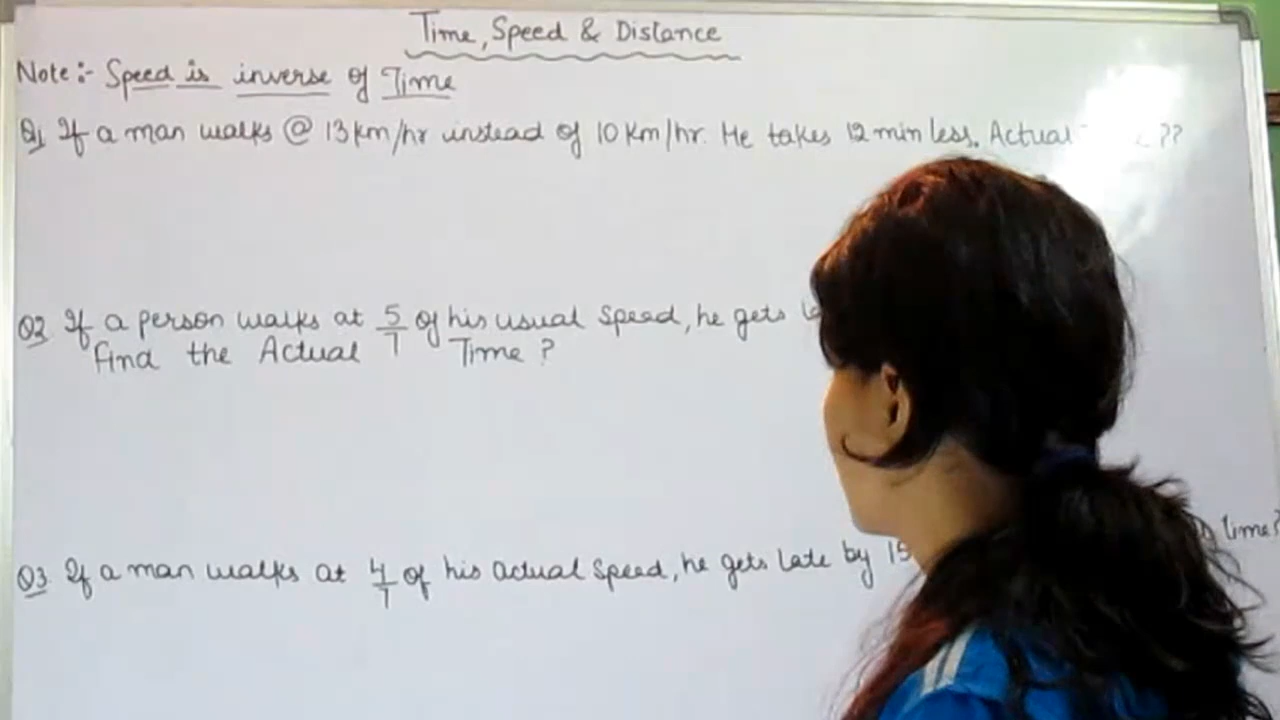 Time, Speed & Distance
Note:- Speed is inverse of Time
Q1 If a man walks @ 13 km/hr instead of 10 Km/hr. He takes 12 min less. Actual ??
Q2 If a person walks at 5/7 of his usual speed, he gets
find the Actual Time ?
Q3 If a man walks at 4/7 of his actual speed, he gets late by 15 time?